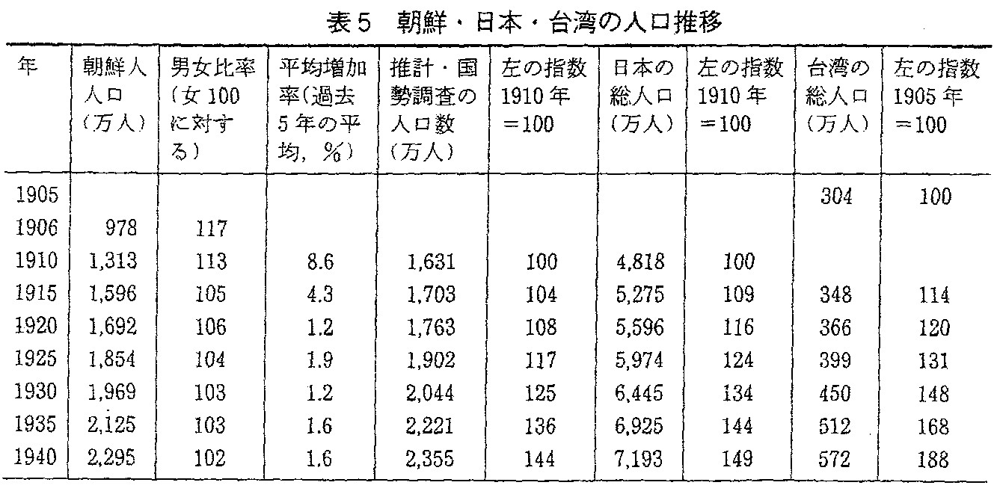 表5 朝鮮・日本・台湾の人口推移
年 朝鮮人 男女比率 平均増加 推計・国 左の指数 日本の 左の指数 台湾の 左の指数
人口 (女100 率(過去 勢調査の 1910年 総人口 1910年 総人口 1905年
(万人) に対す 5年の平 人口数 =100 (万人) =100 (万人) =100
る) 均,%) (万人)
1905 304 100
1906 978 117
1910 1,313 113 8.6 1,631 100 4,818 100
1915 1,596 105 4.3 1,703 104 5,275 109 348 114
1920 1,692 106 1.2 1,763 108 5,596 116 366 120
1925 1,854 104 1.9 1,902 117 5,974 124 399 131
1930 1,969 103 1.2 2,044 125 6,445 134 450 148
1935 2,125 103 1.6 2,221 136 6,925 144 512 168
1940 2,295 102 1.6 2,355 144 7,193 149 572 188